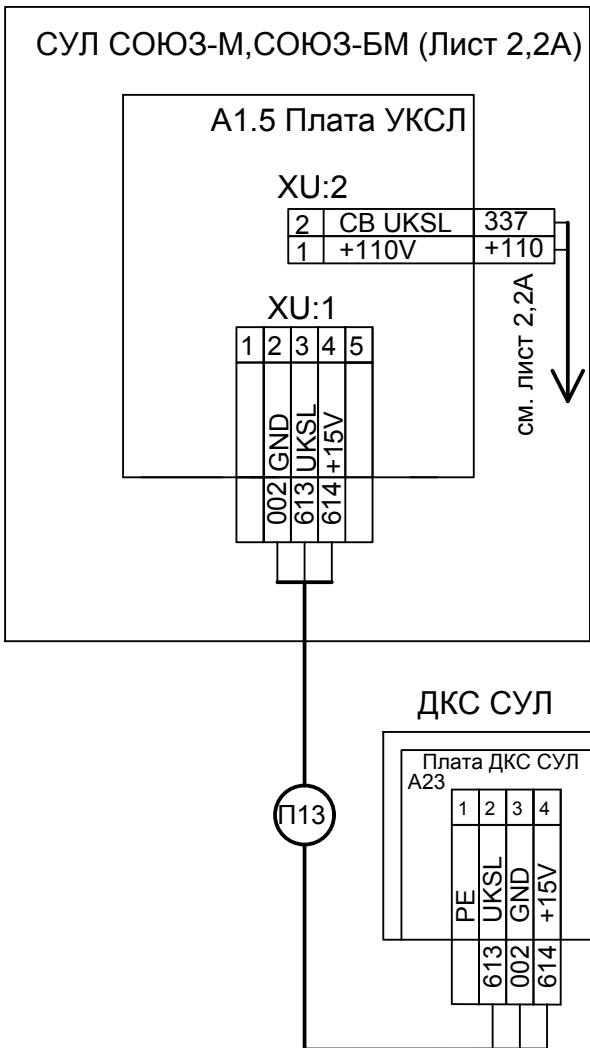 СУЛ СОЮЗ-М,СОЮЗ-БМ (Лист 2,2А)
А1.5 Плата УКСЛ
XU:2
2 СВ UKSL 337
1 +110V +110
см. лист 2,2А
XU:1
1 2 3 4 5
GND UKSL +15V
002 613 614
П13
ДКС СУЛ
Плата ДКС СУЛ
А23
1 2 3 4
PE UKSL GND +15V
613 002 614